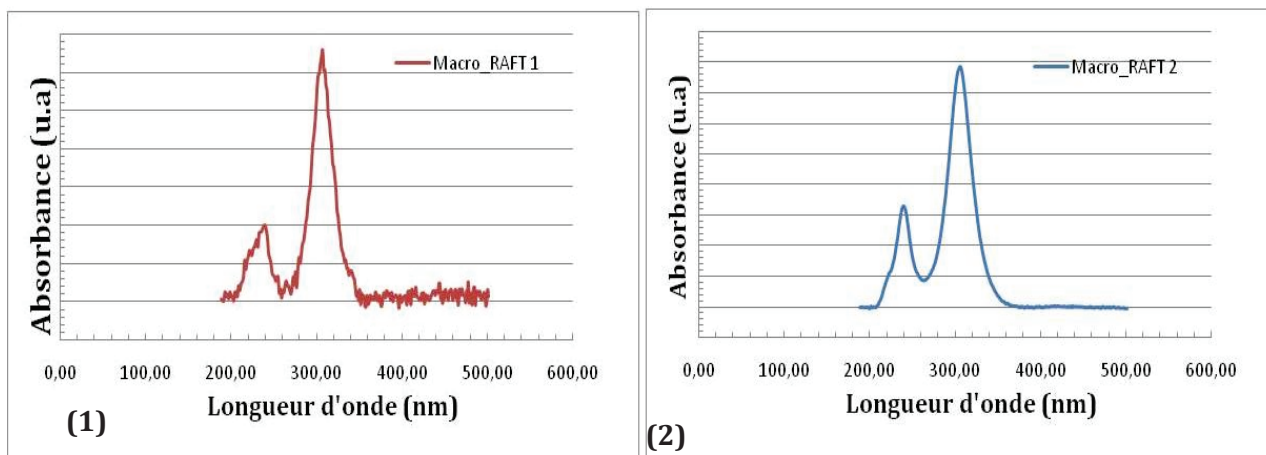 Macro_RAFT 1
Absorbance (u.a)
0,00 100,00 200,00 300,00 400,00 500,00 600,00
Longueur d'onde (nm)
(1)
Macro_RAFT 2
Absorbance (u.a)
0,00 100,00 200,00 300,00 400,00 500,00 600,00
Longueur d'onde (nm)
(2)